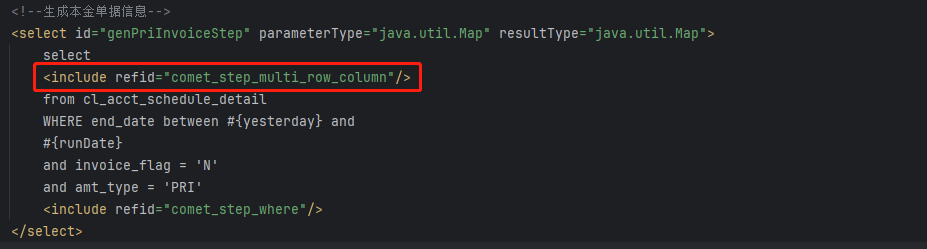 <!--生成本金单据信息-->
<select id="genPriInvoiceStep" parameterType="java.util.Map" resultType="java.util.Map">
select
<include refid="comet_step_multi_row_column"/>
from cl_acct_schedule_detail
WHERE end_date between #{yesterday} and
#{runDate}
and invoice_flag = 'N'
and amt_type = 'PRI'
<include refid="comet_step_where"/>
</select>